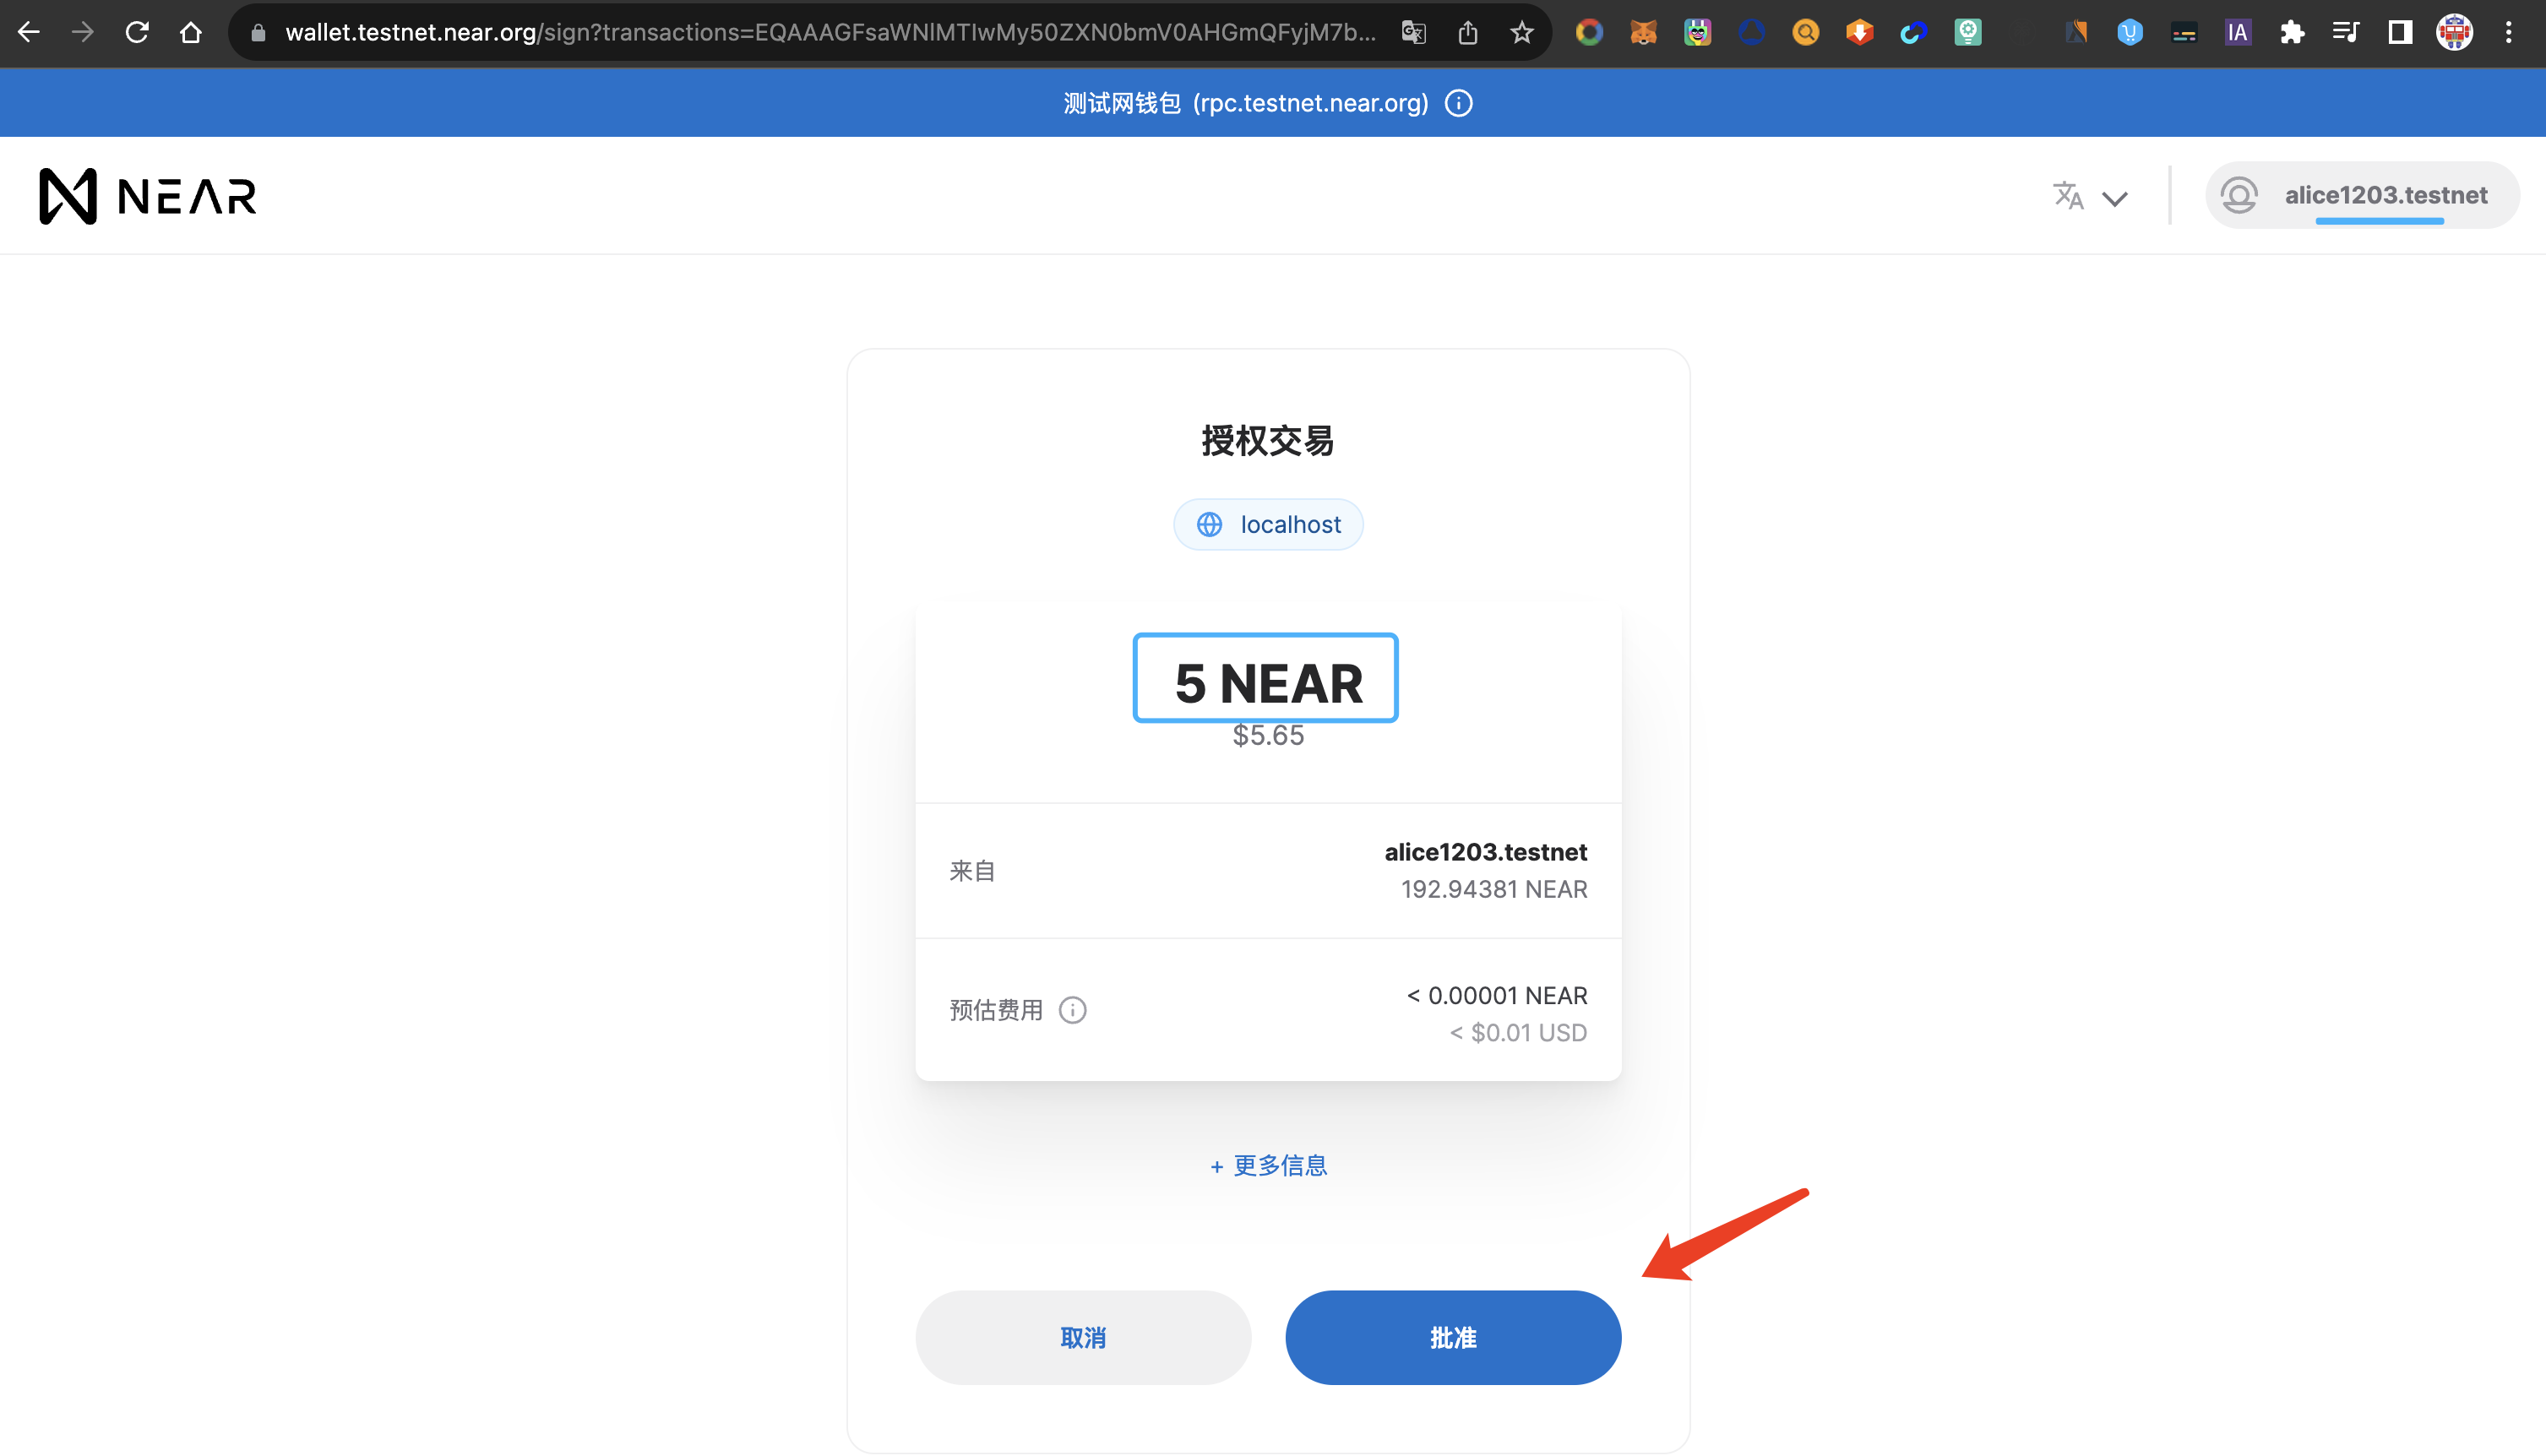 wallet.testnet.near.org/sign?transactions=EQAAAGFsaWNlMTIwMy50ZXN0bmV0AHGmQFyjM7b...
IA
测试网钱包 (rpc.testnet.near.org)
NEAR
alice1203.testnet
授权交易
localhost
5 NEAR
$5.65
来自
alice1203.testnet
192.94381 NEAR
预估费用
< 0.00001 NEAR
< $0.01 USD
+ 更多信息
取消
批准